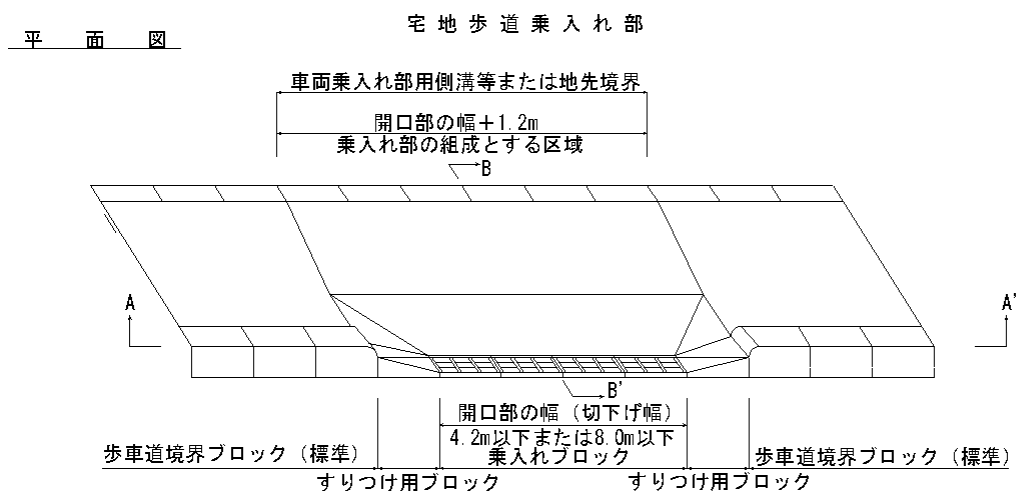 宅地歩道乗入れ部
平面図
車両乗入れ部用側溝等または地先境界
開口部の幅＋1.2m
乗入れ部の組成とする区域
B
A
A'
B'
開口部の幅（切下げ幅）
4.2m以下または8.0m以下
乗入れブロック
歩車道境界ブロック（標準）
歩車道境界ブロック（標準）
すりつけ用ブロック
すりつけ用ブロック